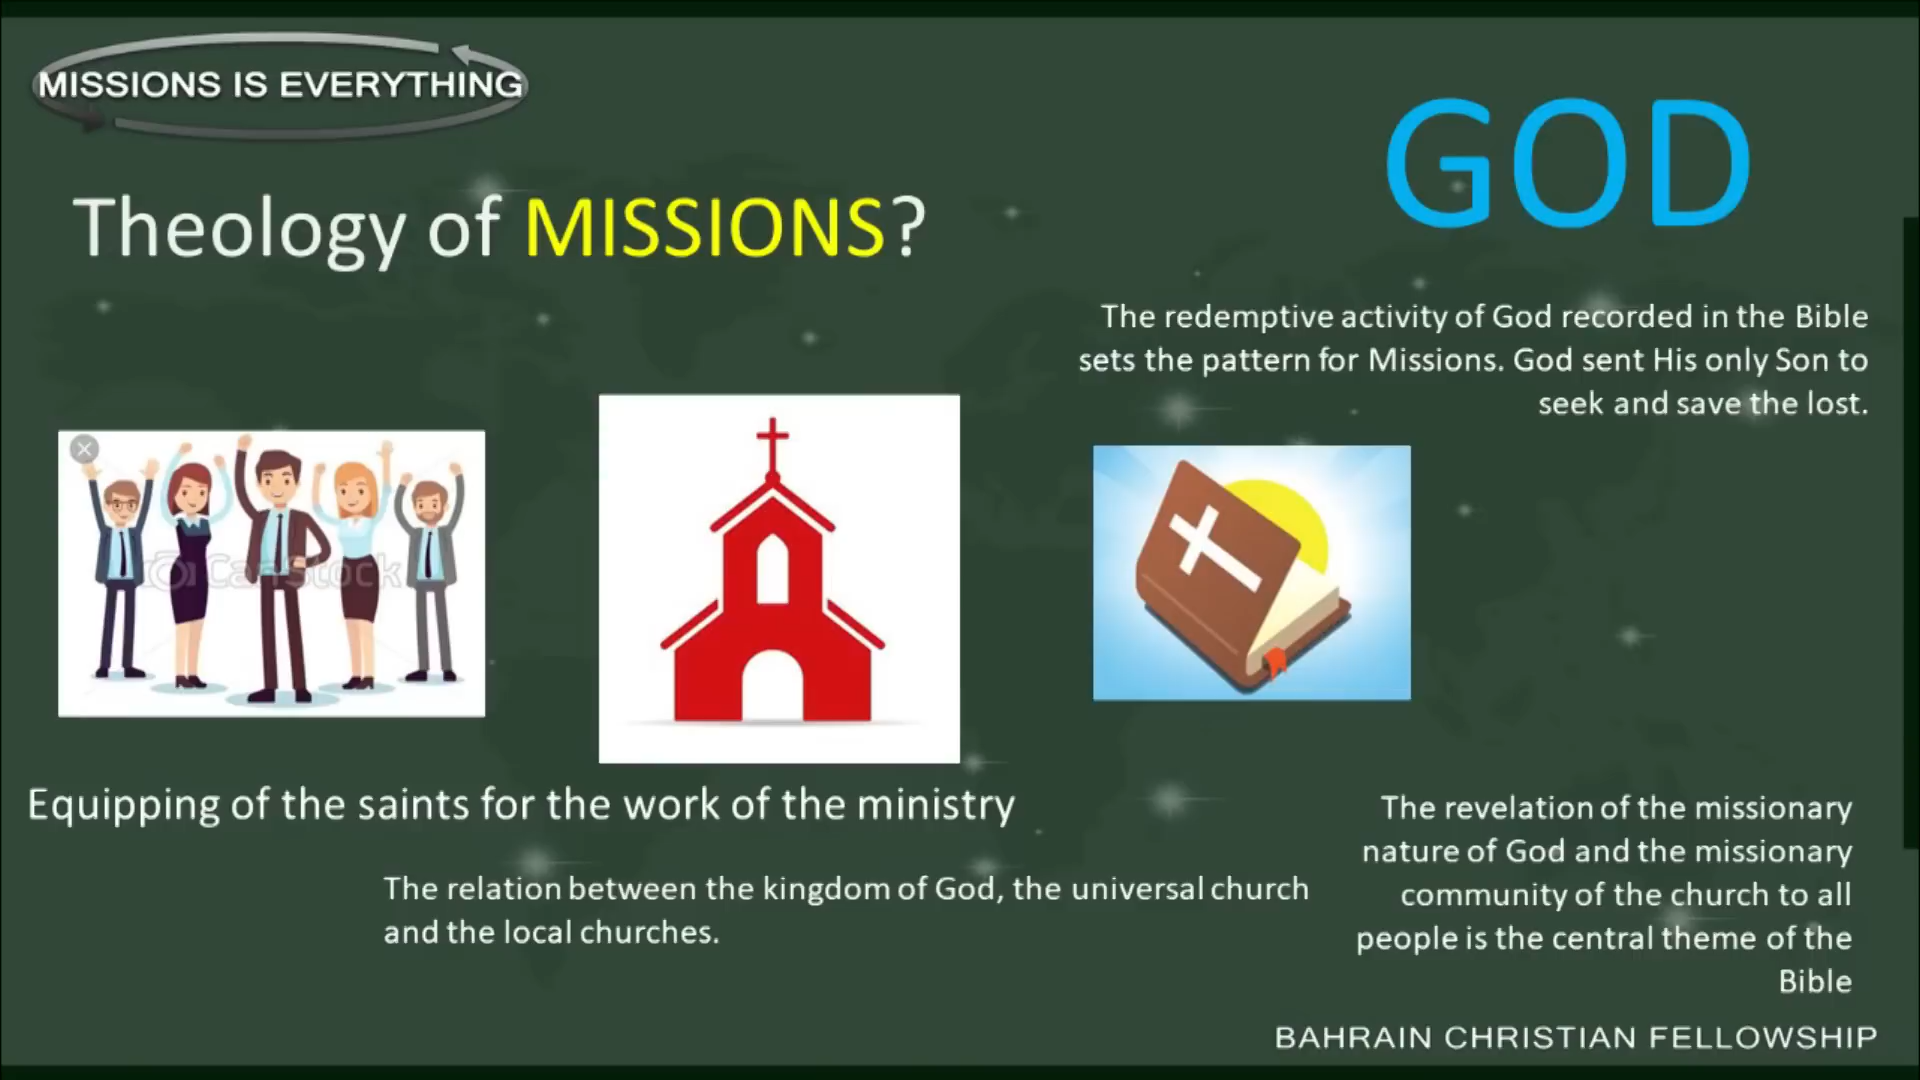 MISSIONS IS EVERYTHING
GOD
Theology of MISSIONS?
The redemptive activity of God recorded in the Bible
sets the pattern for Missions. God sent His only Son to
seek and save the lost.
CanStock
Equipping of the saints for the work of the ministry
The relation between the kingdom of God, the universal church
and the local churches.
The revelation of the missionary
nature of God and the missionary
community of the church to all
people is the central theme of the
Bible
BAHRAIN CHRISTIAN FELLOWSHIP